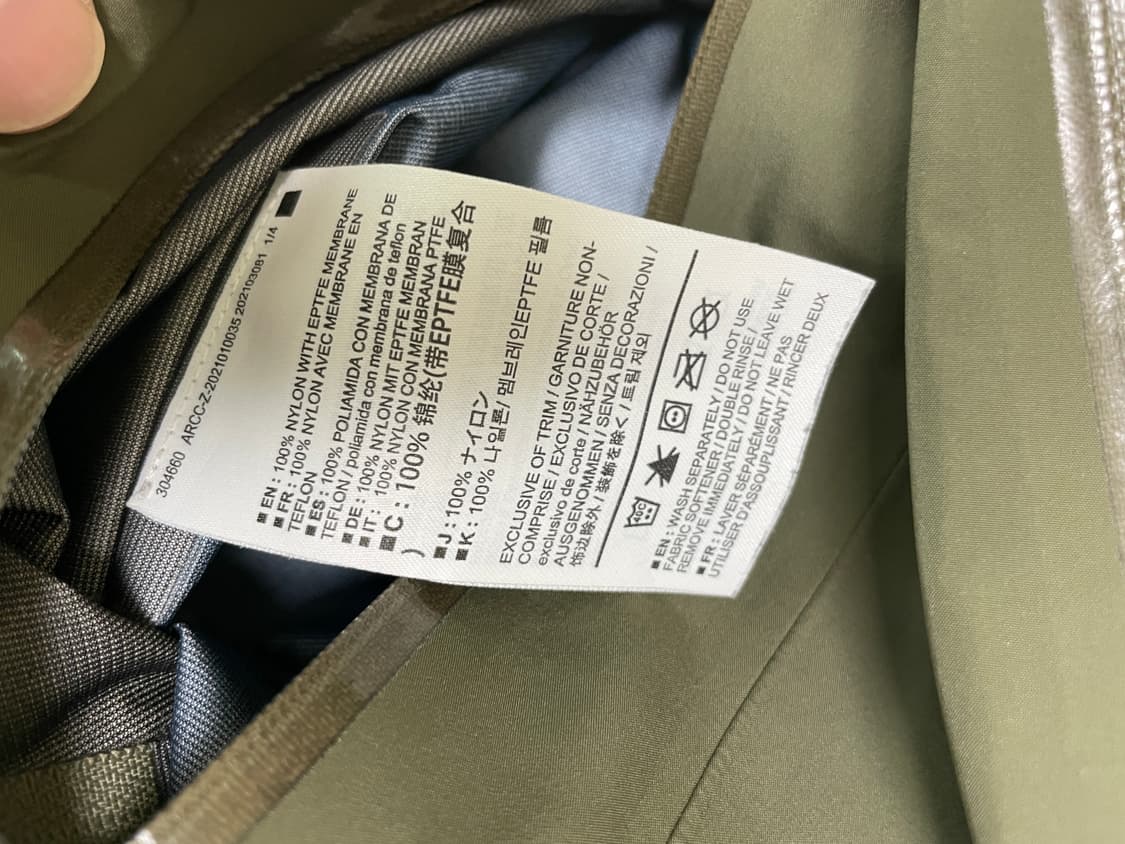 304660 ARCC-Z-2021010035 202103081 1/4
EN : 100% NYLON WITH EPTFE MEMBRANE
FR : 100% NYLON AVEC MEMBRANE EN
TEFLON
ES : 100% POLIAMIDA CON MEMBRANA DE
TEFLON / poliamida con membrana de teflon
DE : 100% NYLON MIT EPTFE MEMBRAN
IT : 100% NYLON CON MEMBRANA PTFE
C : 100% 锦纶(带EPTFE膜复合
)
J : 100% ナイロン
K : 100% 나일론/ 멤브레인EPTFE 필름
EXCLUSIVE OF TRIM / GARNITURE NON-
COMPRISE / EXCLUSIVO DE CORTE /
exclusivo de corte / NÄHZUBEHÖR
AUSGENOMMEN / SENZA DECORAZIONI /
饰边除外 / 装飾を除く / 트림 제외
40C
EN : WASH SEPARATELY / DO NOT USE
FABRIC SOFTENER / DOUBLE RINSE /
REMOVE IMMEDIATELY / DO NOT LEAVE WET
FR : LAVER SÉPARÉMENT / NE PAS
UTILISER D'ASSOUPLISSANT / RINCER DEUX